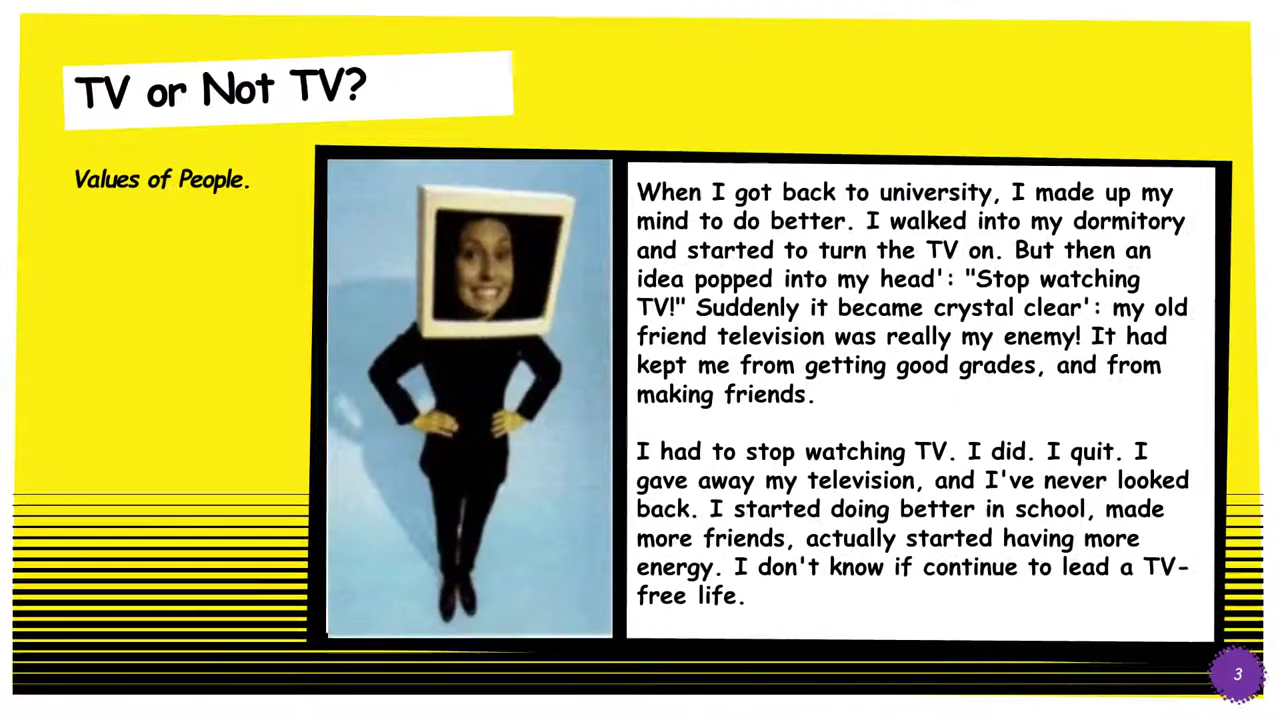 TV or Not TV?
Values of People.
When I got back to university, I made up my
mind to do better. I walked into my dormitory
and started to turn the TV on. But then an
idea popped into my head': "Stop watching
TV!" Suddenly it became crystal clear': my old
friend television was really my enemy! It had
kept me from getting good grades, and from
making friends.
I had to stop watching TV. I did. I quit. I
gave away my television, and I've never looked
back. I started doing better in school, made
more friends, actually started having more
energy. I don't know if continue to lead a TV-
free life.
3